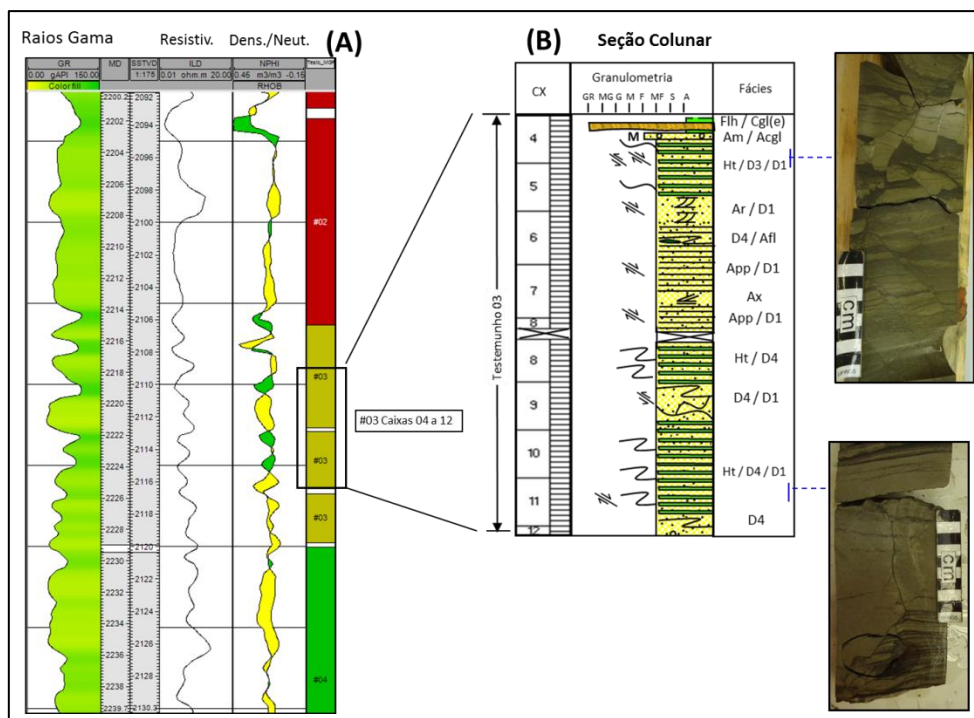 Raios Gama Resistiv. Dens./Neut. (A)
GR MD SSTVD ILD NPHI
0.00 gAPI 150.00 1:175 0.01 ohm.m 20.00 0.45 m3/m3 -0.15
Color fill RHOB
2200.2
2202
2204
2206
2208
2210
2212
2214
2216
2218
2220
2222
2224
2226
2228
2230
2232
2234
2236
2238
2239.7
2092
2094
2096
2098
2100
2102
2104
2106
2108
2110
2112
2114
2116
2118
2120
2122
2124
2126
2128
2130.3
#02
#03
#03
#03
#04
#03 Caixas 04 a 12
(B) Seção Colunar
CX Granulometria Fácies
GR MG G M F MF S A
Testemunho 03
4
5
6
7
8
8
9
10
11
12
M
Flh / Cgl(e)
Am / Acgl
Ht / D3 / D1
Ar / D1
D4 / Afl
App / D1
Ax
App / D1
Ht / D4
D4 / D1
Ht / D4 / D1
D4
cm
cm